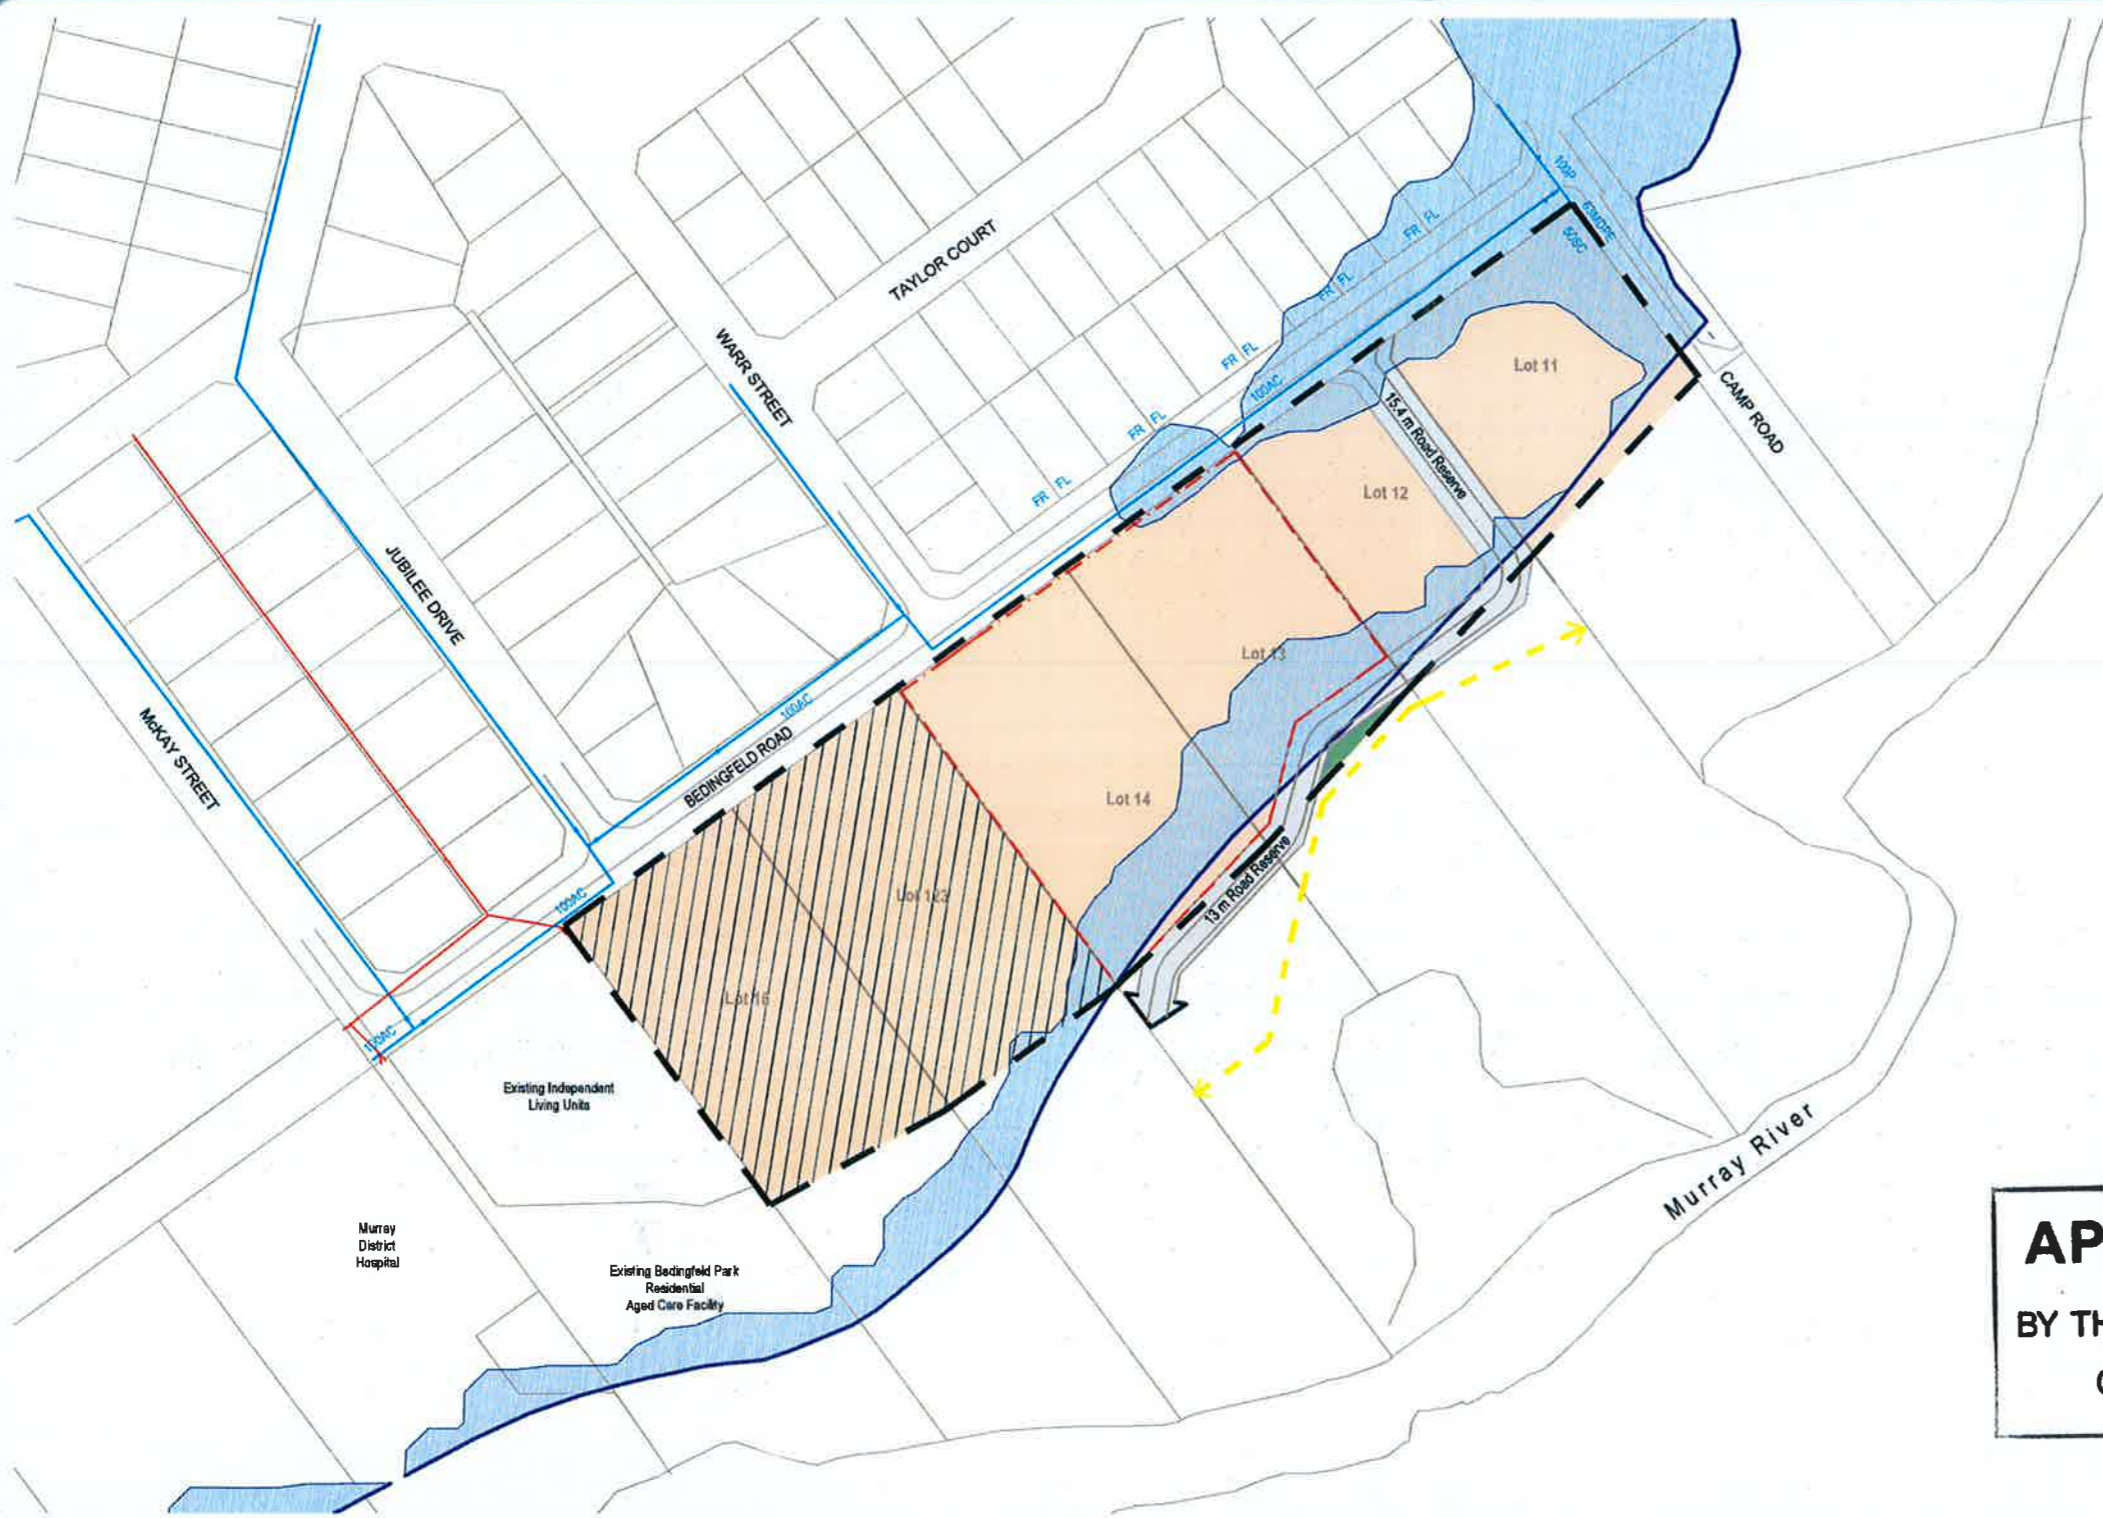 100P
63MDPE
50SC
FR FL
FR FL
FR FL
FR FL
FR FL
TAYLOR COURT
WARR STREET
100AC
Lot 11
15.4 m Road Reserve
CAMP ROAD
Lot 12
JUBILEE DRIVE
Lot 13
McKAY STREET
100AC
BEDINGFELD ROAD
Lot 14
100AC
Lot 123
13 m Road Reserve
Lot 16
100AC
Existing Independent
Living Units
Murray River
Murray
District
Hospital
Existing Bedingfeld Park
Residential
Aged Care Facility
AP
BY TH